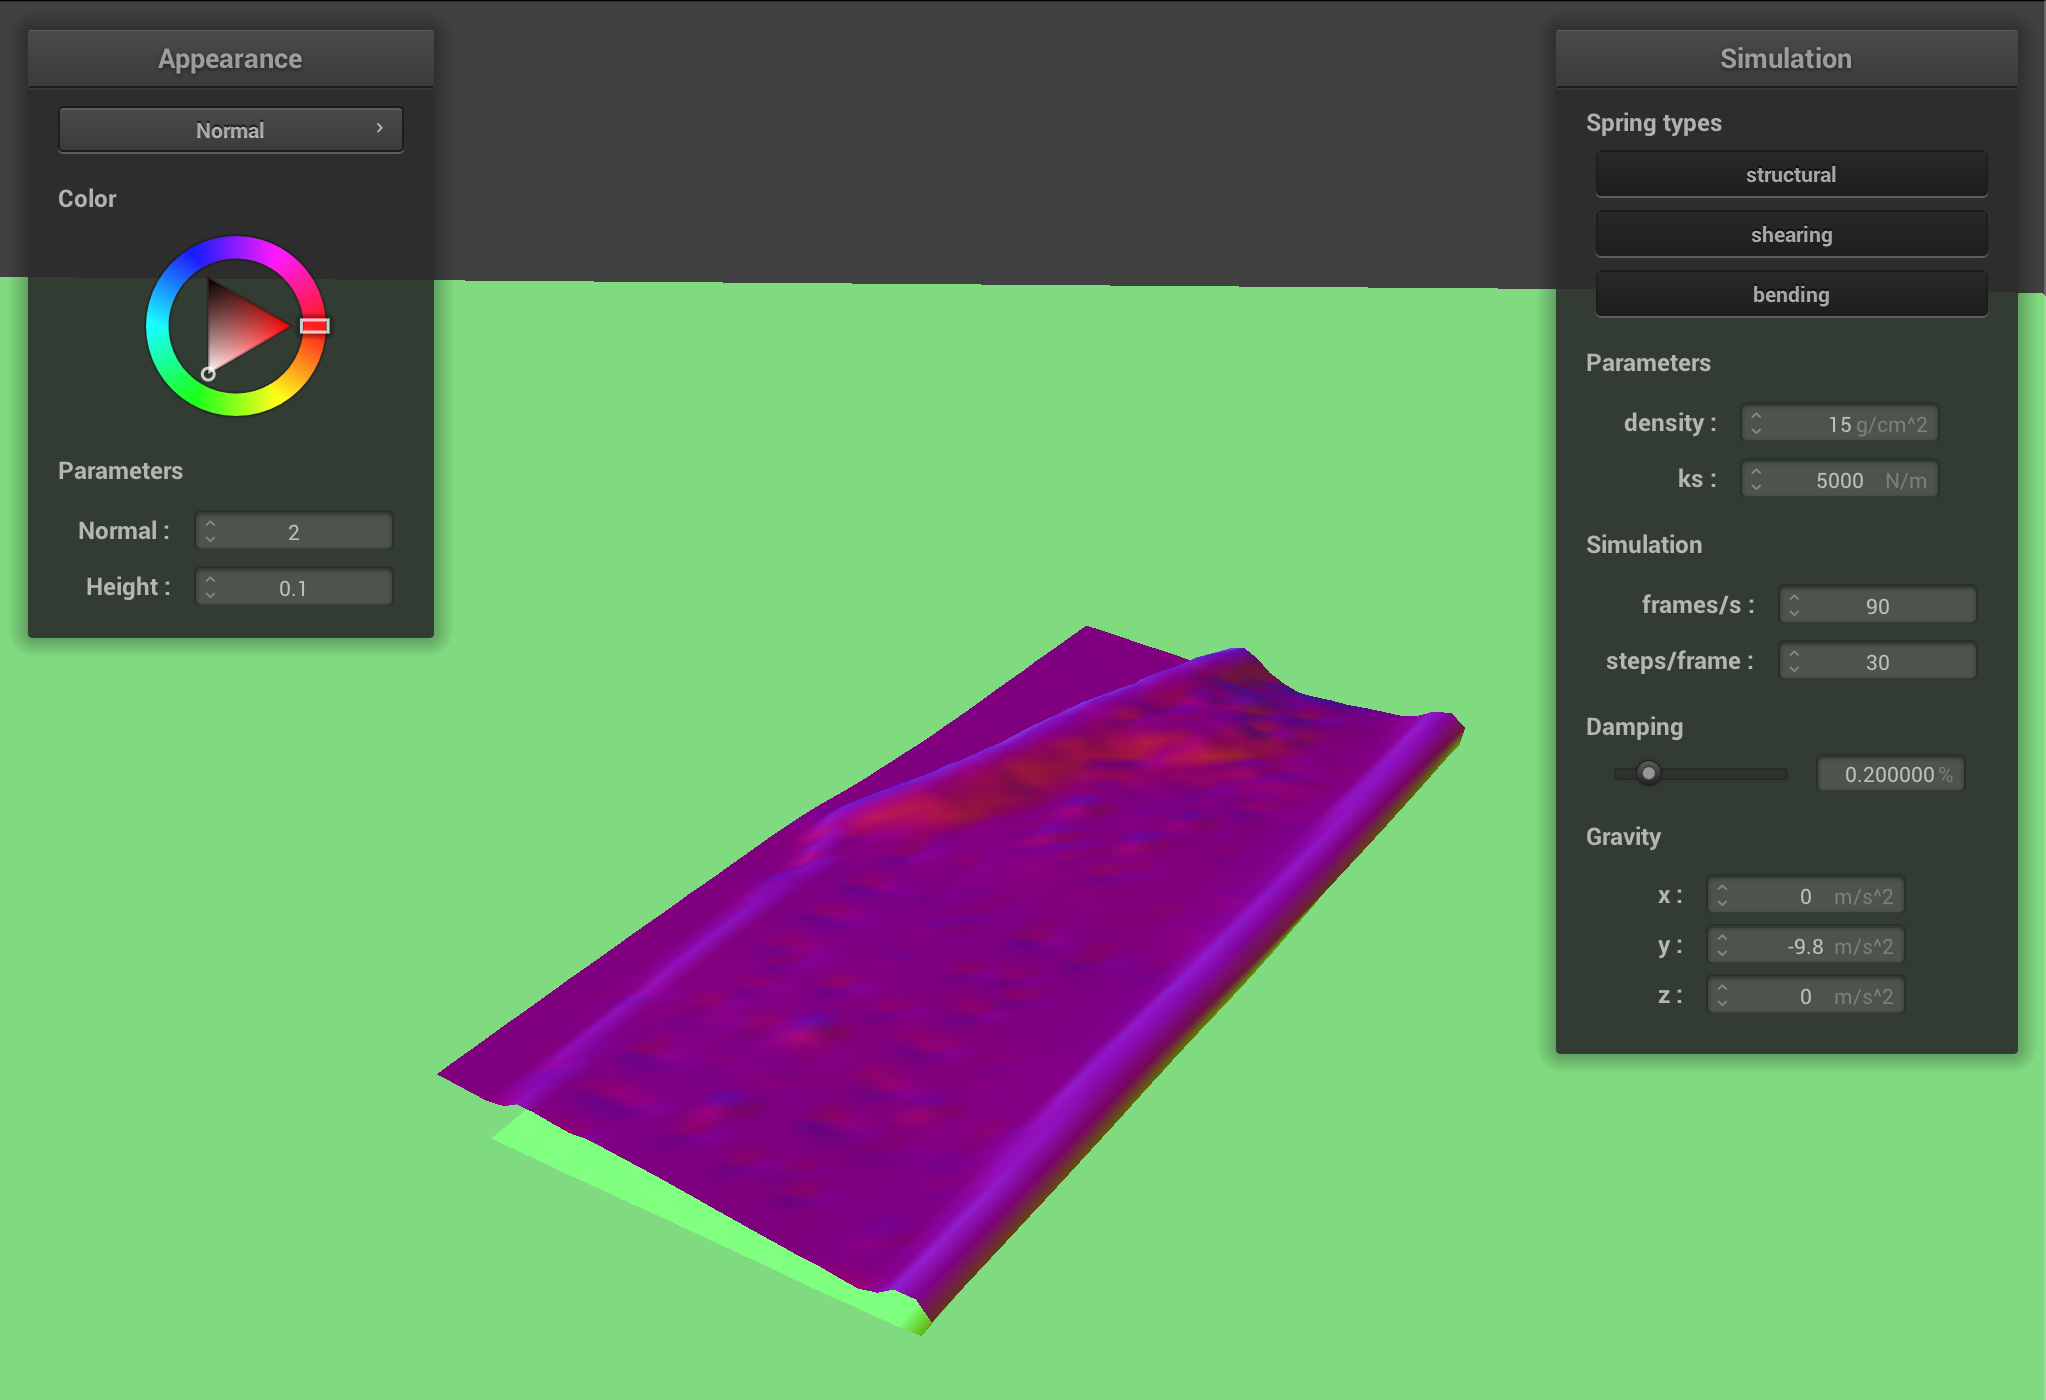 Appearance
Normal
Color
Parameters
Normal : 2
Height : 0.1
Simulation
Spring types
structural
shearing
bending
Parameters
density : 15 g/cm^2
ks : 5000 N/m
Simulation
frames/s : 90
steps/frame : 30
Damping
0.200000 %
Gravity
x : 0 m/s^2
y : -9.8 m/s^2
z : 0 m/s^2